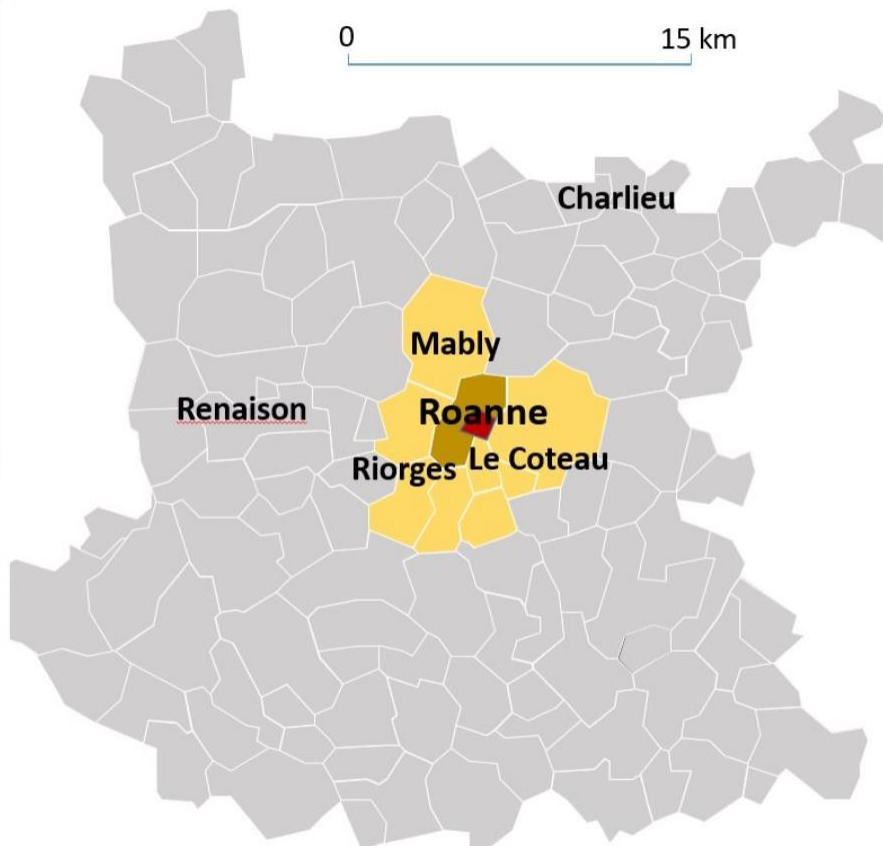 0 15 km
Charlieu
Mably
Renaison
Roanne
Riorges
Le Coteau